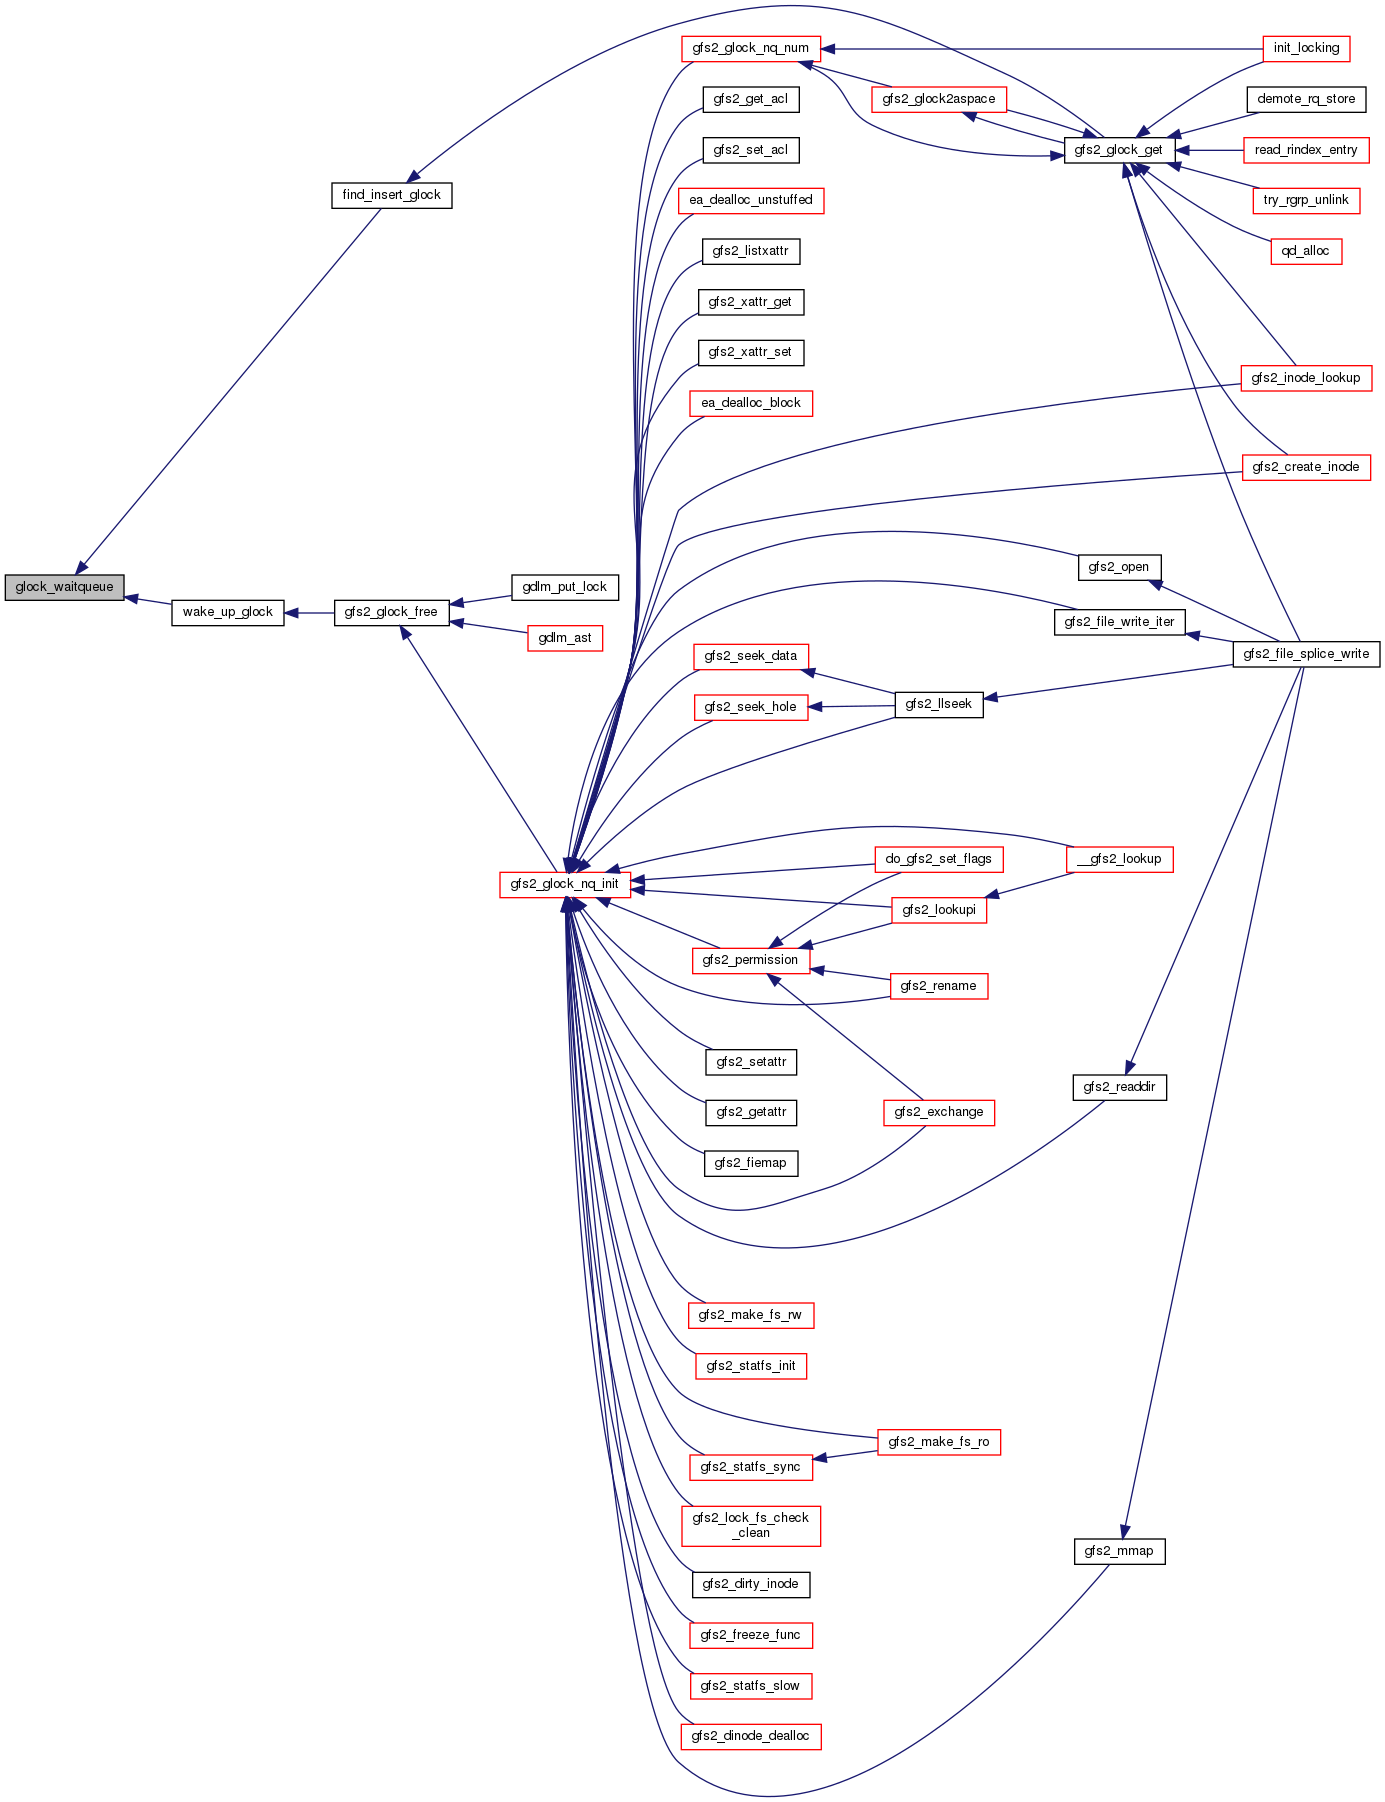 gfs2_glock_nq_num
init_locking
gfs2_get_acl
gfs2_glock2aspace
demote_rq_store
gfs2_set_acl
gfs2_glock_get
read_rindex_entry
find_insert_glock
ea_dealloc_unstuffed
try_rgrp_unlink
gfs2_listxattr
qd_alloc
gfs2_xattr_get
gfs2_xattr_set
gfs2_inode_lookup
ea_dealloc_block
gfs2_create_inode
gfs2_open
glock_waitqueue
gdlm_put_lock
wake_up_glock
gfs2_glock_free
gfs2_file_write_iter
gdlm_ast
gfs2_seek_data
gfs2_file_splice_write
gfs2_seek_hole
gfs2_llseek
do_gfs2_set_flags
__gfs2_lookup
gfs2_glock_nq_init
gfs2_lookupi
gfs2_permission
gfs2_rename
gfs2_setattr
gfs2_readdir
gfs2_getattr
gfs2_exchange
gfs2_fiemap
gfs2_make_fs_rw
gfs2_statfs_init
gfs2_make_fs_ro
gfs2_statfs_sync
gfs2_lock_fs_check
_clean
gfs2_mmap
gfs2_dirty_inode
gfs2_freeze_func
gfs2_statfs_slow
gfs2_dinode_dealloc